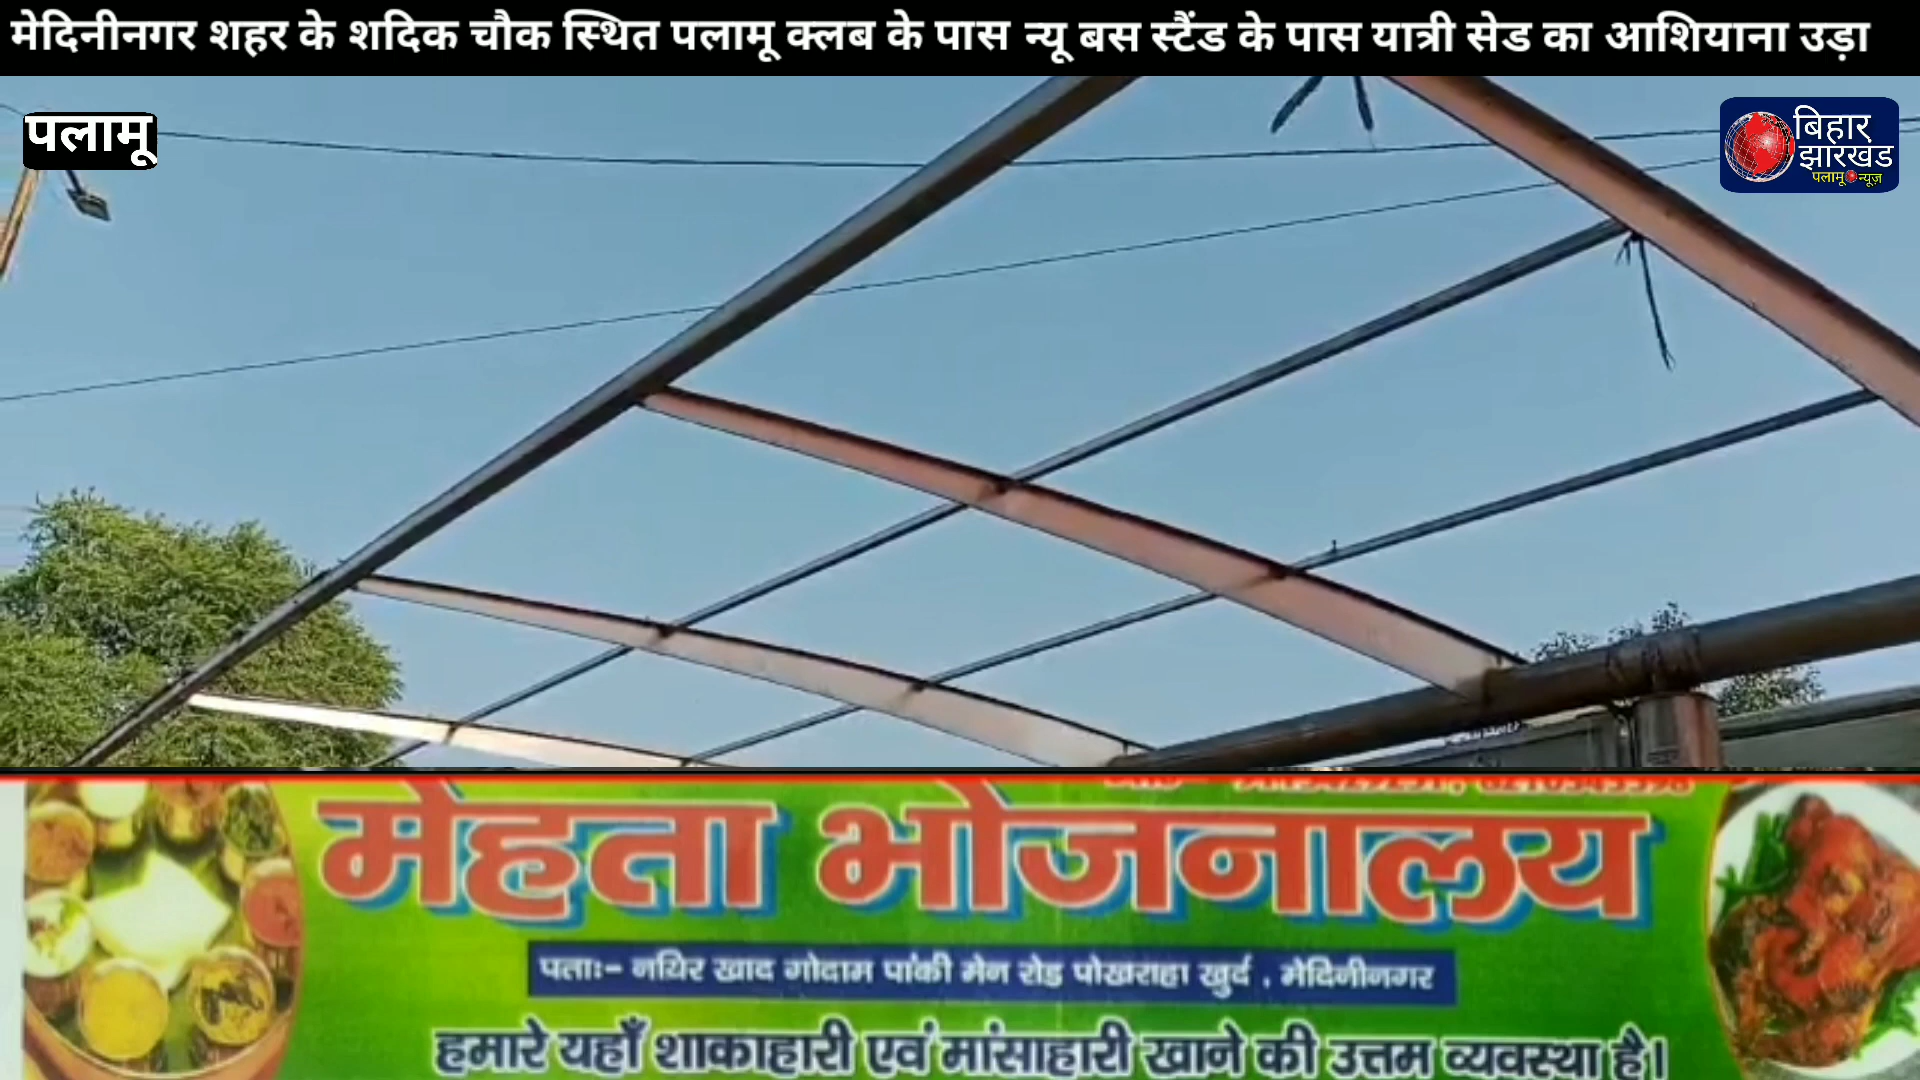 मेदिनीनगर शहर के शदिक चौक स्थित पलामू क्लब के पास न्यू बस स्टैंड के पास यात्री सेड का आशियाना उड़ा
पलामू
बिहार
झारखंड
पलामू न्यूज़
मेहता भोजनालय
पताः- नयिर खाद गोदाम पांकी मेन रोड पोखराहा खुर्द , मेदिनीनगर
हमारे यहाँ शाकाहारी एवं मांसाहारी खाने की उत्तम व्यवस्था है।